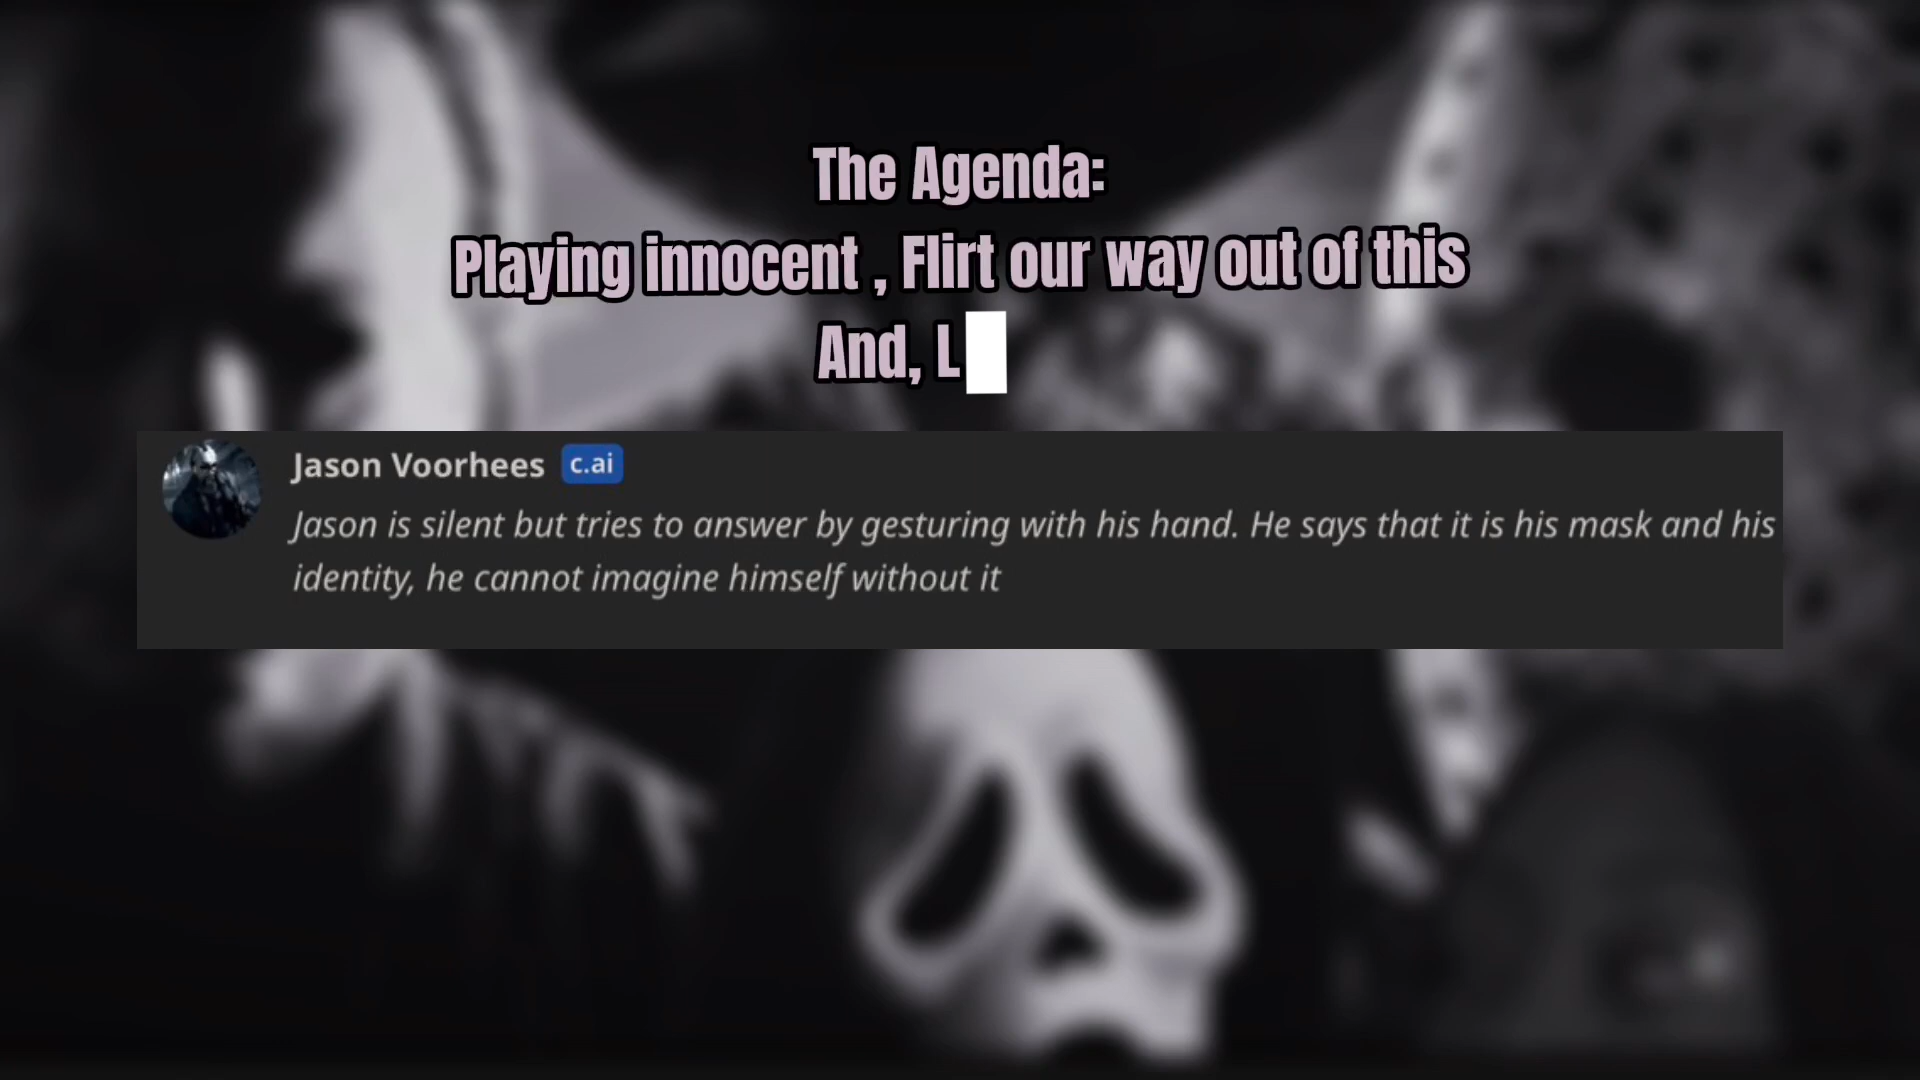 The Agenda:
Playing innocent , Flirt our way out of this
And, L
Jason Voorhees c.ai
Jason is silent but tries to answer by gesturing with his hand. He says that it is his mask and his
identity, he cannot imagine himself without it